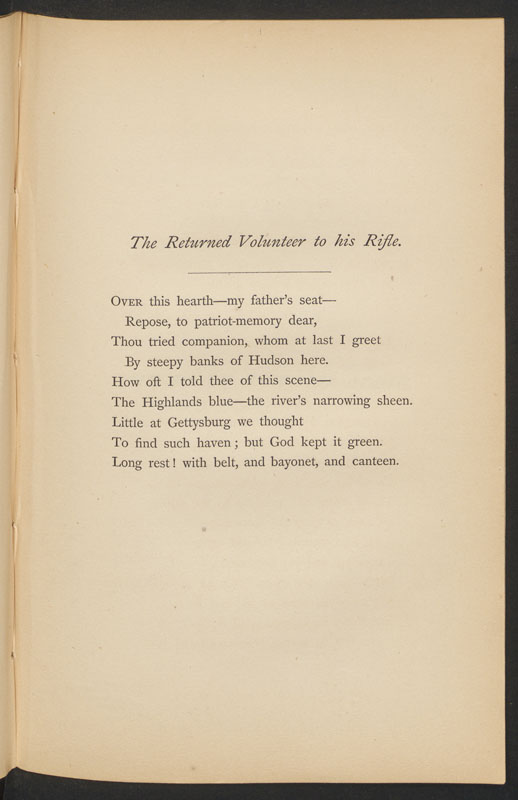 The Returned Volunteer to his Rifle.
OVER this hearth—my father's seat—
Repose, to patriot-memory dear,
Thou tried companion, whom at last I greet
By steepy banks of Hudson here.
How oft I told thee of this scene—
The Highlands blue—the river's narrowing sheen.
Little at Gettysburg we thought
To find such haven; but God kept it green.
Long rest! with belt, and bayonet, and canteen.